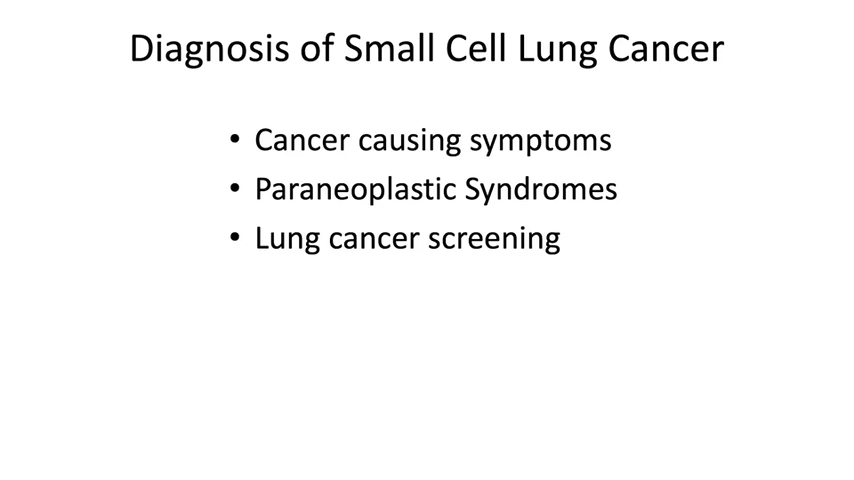 Diagnosis of Small Cell Lung Cancer
• Cancer causing symptoms
• Paraneoplastic Syndromes
• Lung cancer screening